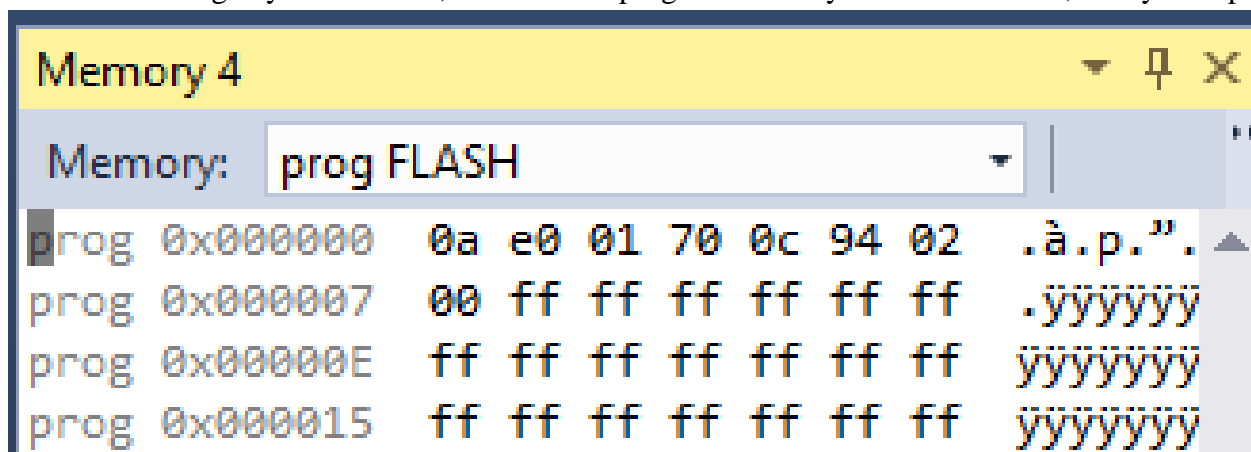 Memory 4
Memory: prog FLASH
prog 0x000000 0a e0 01 70 0c 94 02 .à.p.”.
prog 0x000007 00 ff ff ff ff ff ff .ÿÿÿÿÿÿ
prog 0x00000E ff ff ff ff ff ff ff ÿÿÿÿÿÿÿ
prog 0x000015 ff ff ff ff ff ff ff ÿÿÿÿÿÿÿ